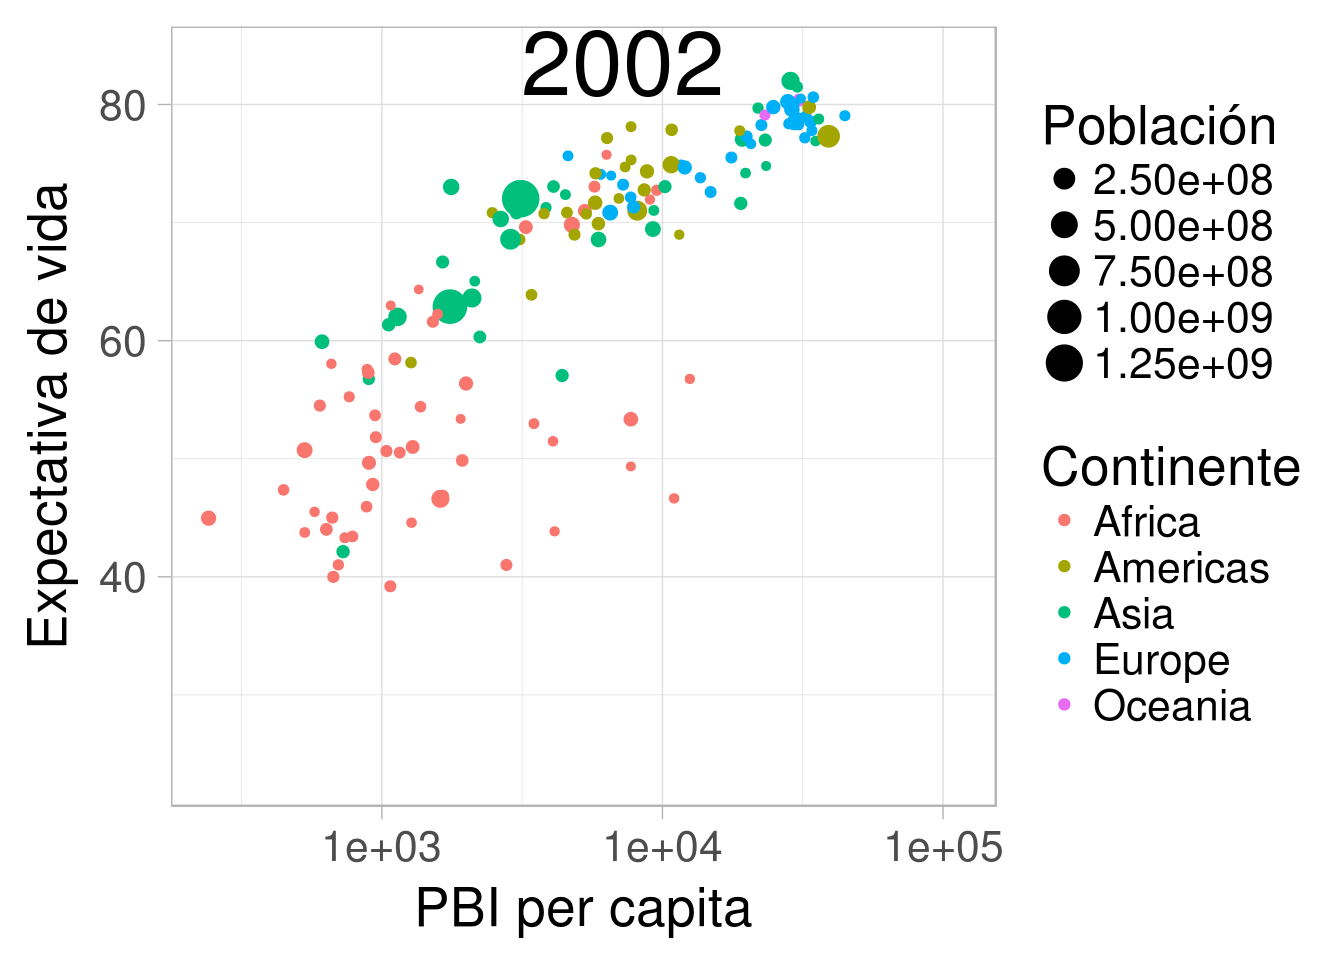 2002
80
60
40
Expectativa de vida
1e+03 1e+04 1e+05
PBI per capita
Población
2.50e+08
5.00e+08
7.50e+08
1.00e+09
1.25e+09
Continente
Africa
Americas
Asia
Europe
Oceania